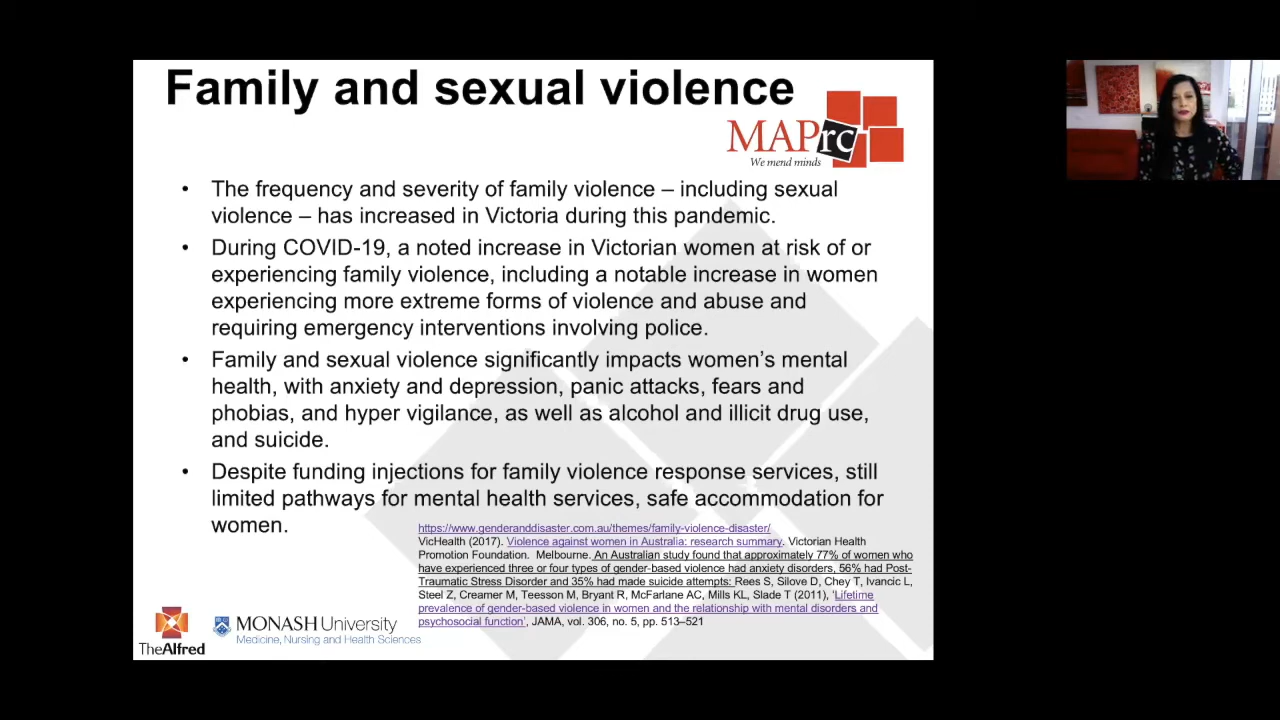 Family and sexual violence
MAPrc
We mend minds
• The frequency and severity of family violence – including sexual
violence – has increased in Victoria during this pandemic.
• During COVID-19, a noted increase in Victorian women at risk of or
experiencing family violence, including a notable increase in women
experiencing more extreme forms of violence and abuse and
requiring emergency interventions involving police.
• Family and sexual violence significantly impacts women’s mental
health, with anxiety and depression, panic attacks, fears and
phobias, and hyper vigilance, as well as alcohol and illicit drug use,
and suicide.
• Despite funding injections for family violence response services, still
limited pathways for mental health services, safe accommodation for
women.
https://www.genderanddisaster.com.au/themes/family-violence-disaster/
VicHealth (2017). Violence against women in Australia: research summary. Victorian Health
Promotion Foundation. Melbourne. An Australian study found that approximately 77% of women who
have experienced three or four types of gender-based violence had anxiety disorders, 56% had Post-
Traumatic Stress Disorder and 35% had made suicide attempts: Rees S, Silove D, Chey T, Ivancic L,
Steel Z, Creamer M, Teesson M, Bryant R, McFarlane AC, Mills KL, Slade T (2011), ‘Lifetime
prevalence of gender-based violence in women and the relationship with mental disorders and
psychosocial function’, JAMA, vol. 306, no. 5, pp. 513–521
TheAlfred
MONASH University
Medicine, Nursing and Health Sciences